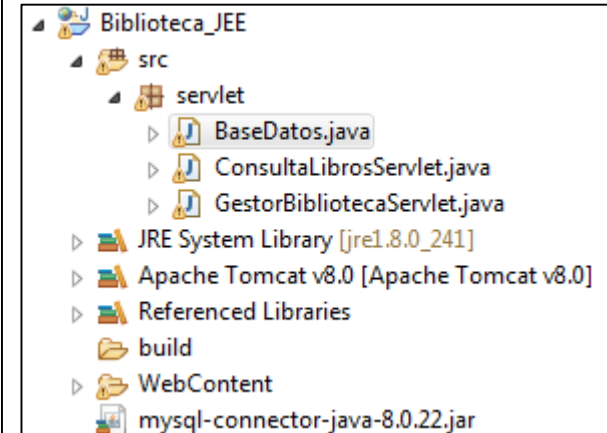 Biblioteca_JEE
src
servlet
BaseDatos.java
ConsultaLibrosServlet.java
GestorBibliotecaServlet.java
JRE System Library [jre1.8.0_241]
Apache Tomcat v8.0 [Apache Tomcat v8.0]
Referenced Libraries
build
WebContent
mysql-connector-java-8.0.22.jar